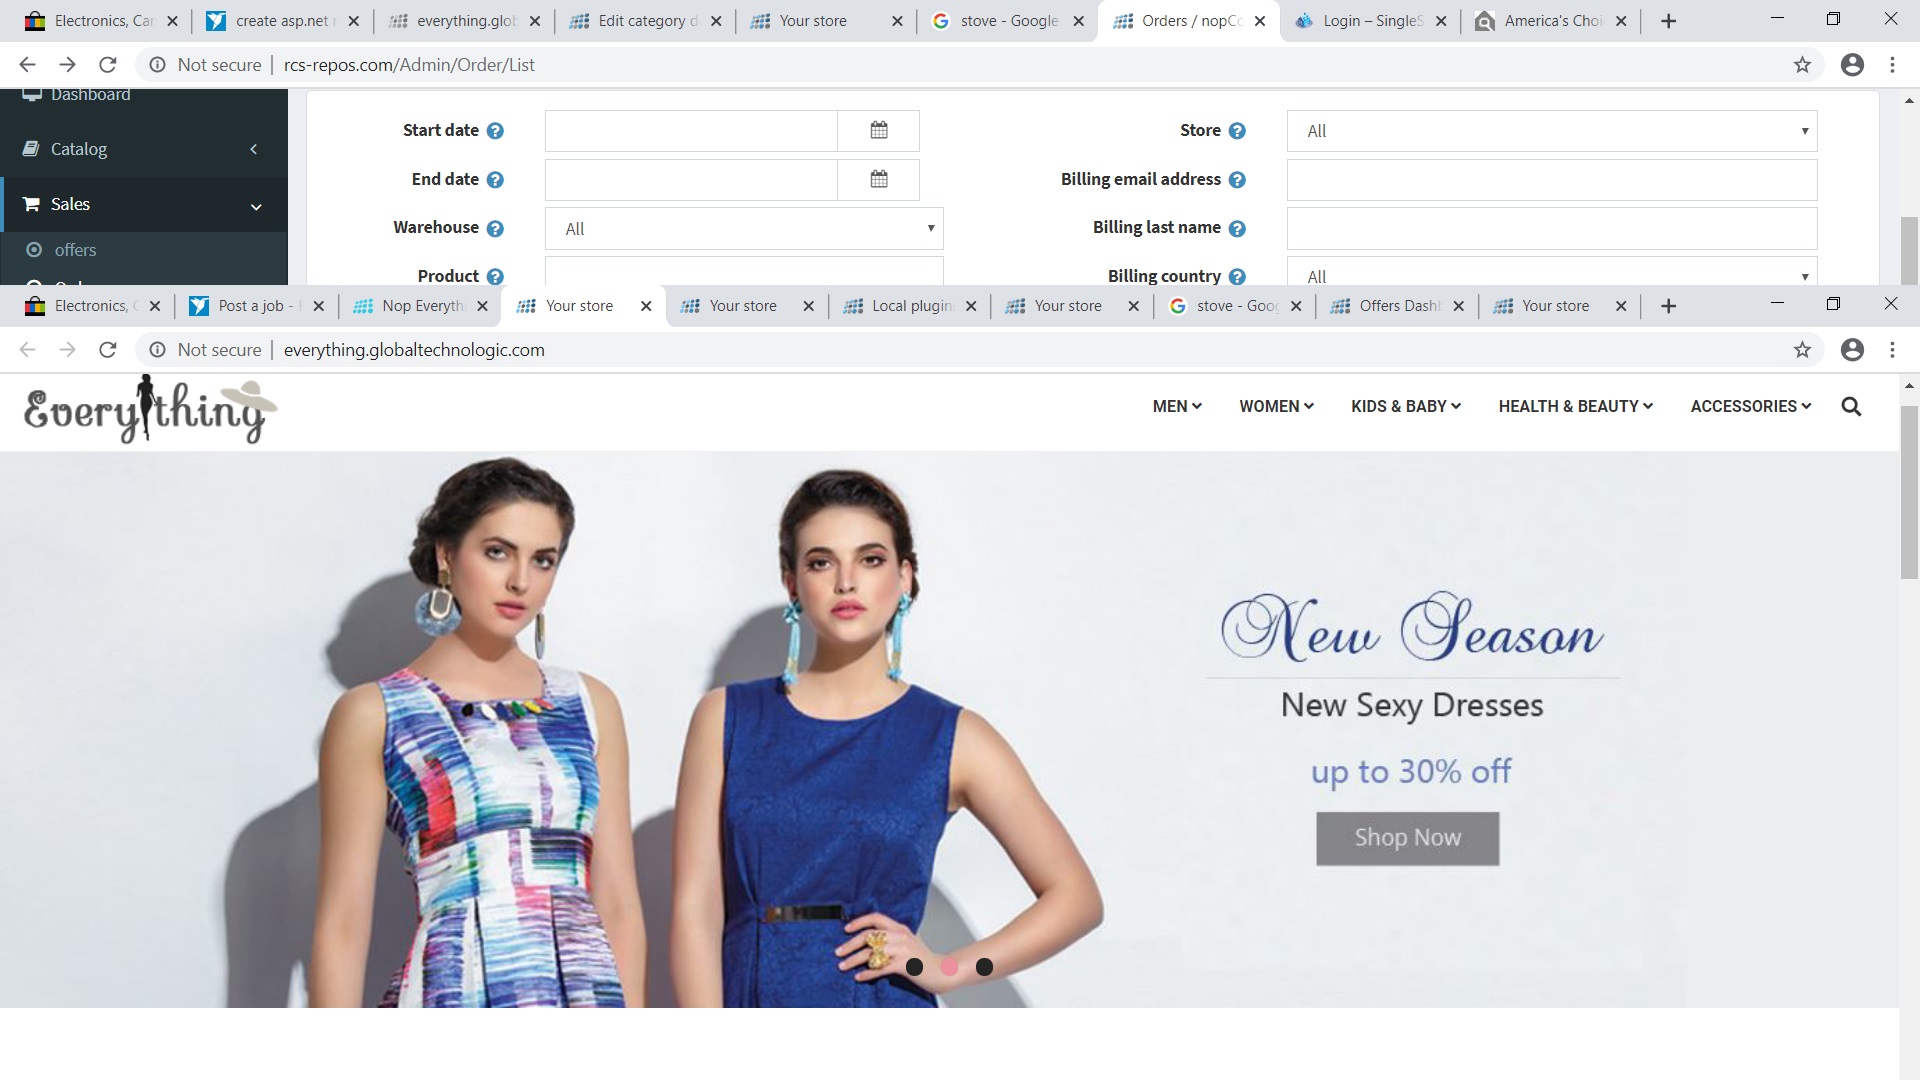 Electronics, Car
create asp.net
everything.glob
Edit category d
Your store
stove - Google
Orders / nopCo
Login – SingleS
America's Choi
Not secure
rcs-repos.com/Admin/Order/List
Dashboard
Catalog
Sales
offers
Start date
End date
Warehouse
All
Product
Store
All
Billing email address
Billing last name
Billing country
All
Electronics,
Post a job -
Nop Everyth
Your store
Your store
Local plugin
Your store
stove - Goog
Offers Dash
Your store
Not secure
everything.globaltechnologic.com
Everything
MEN
WOMEN
KIDS & BABY
HEALTH & BEAUTY
ACCESSORIES
New Season
New Sexy Dresses
up to 30% off
Shop Now